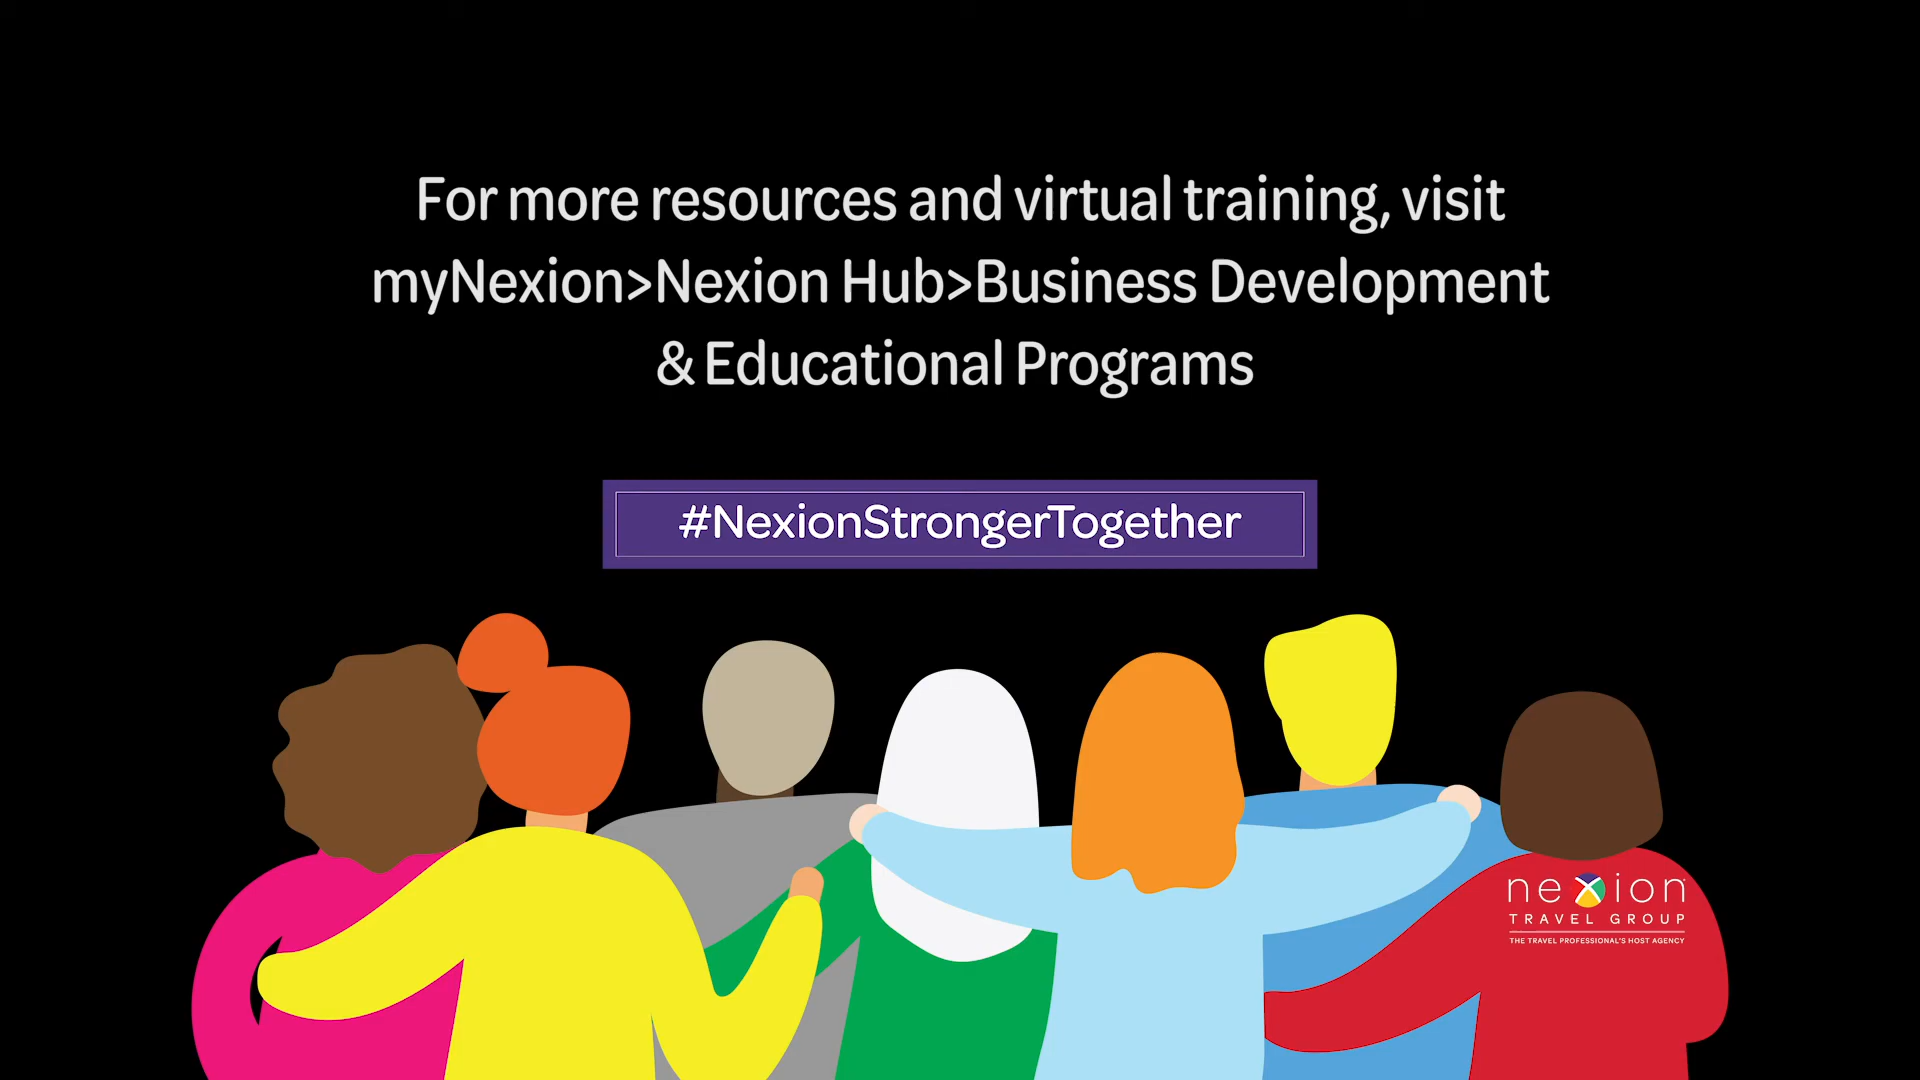 For more resources and virtual training, visit
myNexion>Nexion Hub>Business Development
& Educational Programs
#NexionStrongerTogether
nexion
TRAVEL GROUP
THE TRAVEL PROFESSIONAL'S HOST AGENCY